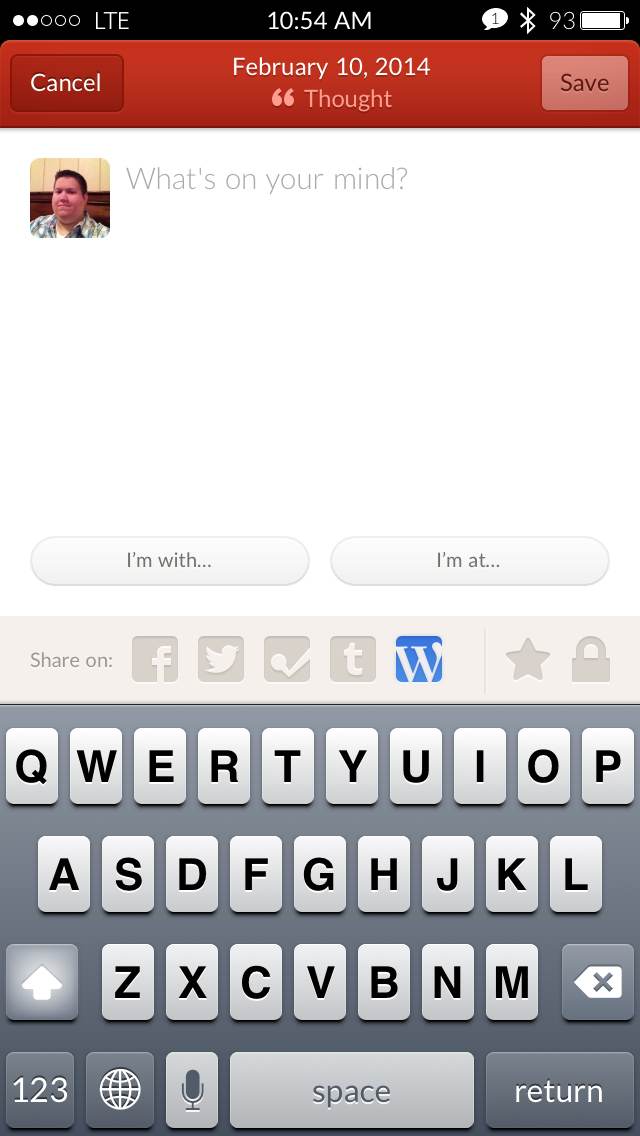 LTE 10:54 AM 1 93
Cancel February 10, 2014 Save
Thought
What's on your mind?
I'm with... I'm at...
Share on: f t W
Q W E R T Y U I O P
A S D F G H J K L
Z X C V B N M
123 space return